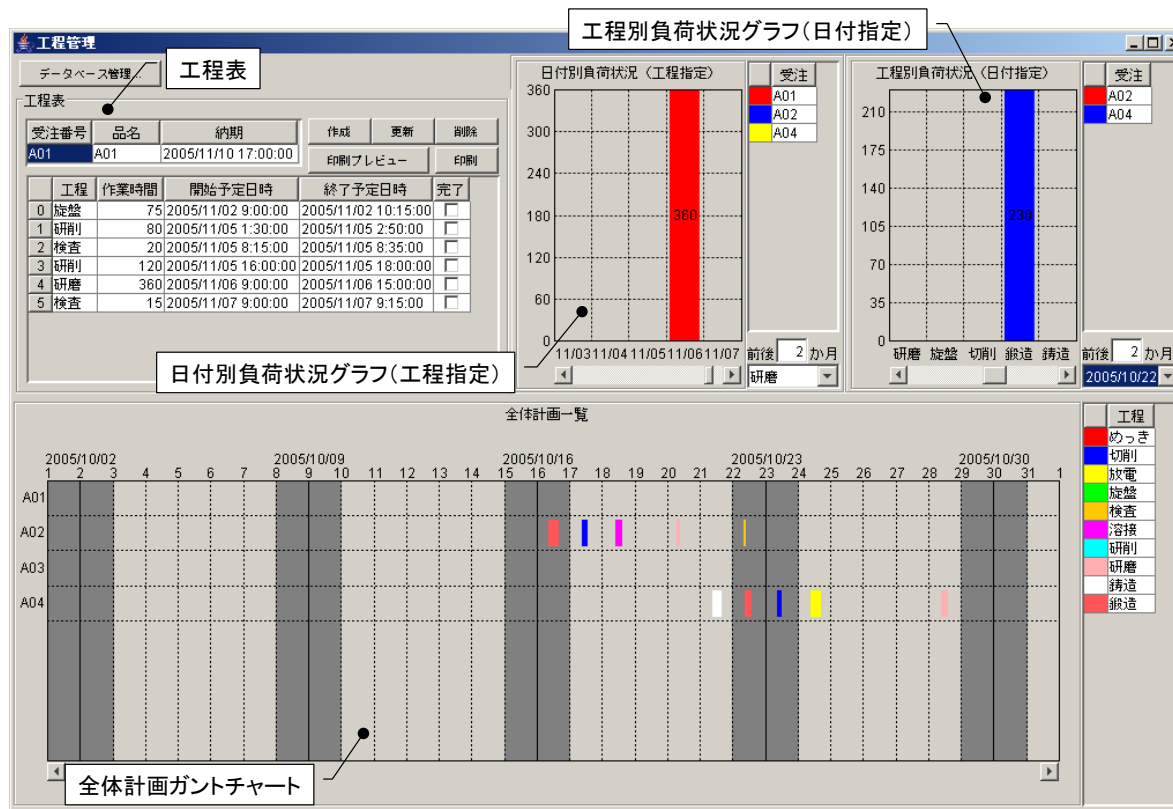 工程別負荷状況グラフ(日付指定)
工程管理
データベース管理...
工程表
工程表
受注番号 品名 納期
A01 A01 2005/11/10 17:00:00
作成 更新 削除
印刷プレビュー 印刷
工程 作業時間 開始予定日時 終了予定日時 完了
0 旋盤 75 2005/11/02 9:00:00 2005/11/02 10:15:00
1 研削 80 2005/11/05 1:30:00 2005/11/05 2:50:00
2 検査 20 2005/11/05 8:15:00 2005/11/05 8:35:00
3 研削 120 2005/11/05 16:00:00 2005/11/05 18:00:00
4 研磨 360 2005/11/06 9:00:00 2005/11/06 15:00:00
5 検査 15 2005/11/07 9:00:00 2005/11/07 9:15:00
日付別負荷状況グラフ(工程指定)
日付別負荷状況 (工程指定)
360
300
240
180
120
60
0
360
11/03 11/04 11/05 11/06 11/07
受注
A01
A02
A04
前後 2 か月
研磨
工程別負荷状況 (日付指定)
210
175
140
105
70
35
0
230
研磨 旋盤 切削 鍛造 鋳造
受注
A02
A04
前後 2 か月
2005/10/22
全体計画一覧
2005/10/02 2005/10/09 2005/10/16 2005/10/23 2005/10/30
1 2 3 4 5 6 7 8 9 10 11 12 13 14 15 16 17 18 19 20 21 22 23 24 25 26 27 28 29 30 31 1
A01
A02
A03
A04
全体計画ガントチャート
工程
めっき
切削
放電
旋盤
検査
溶接
研削
研磨
鋳造
鍛造